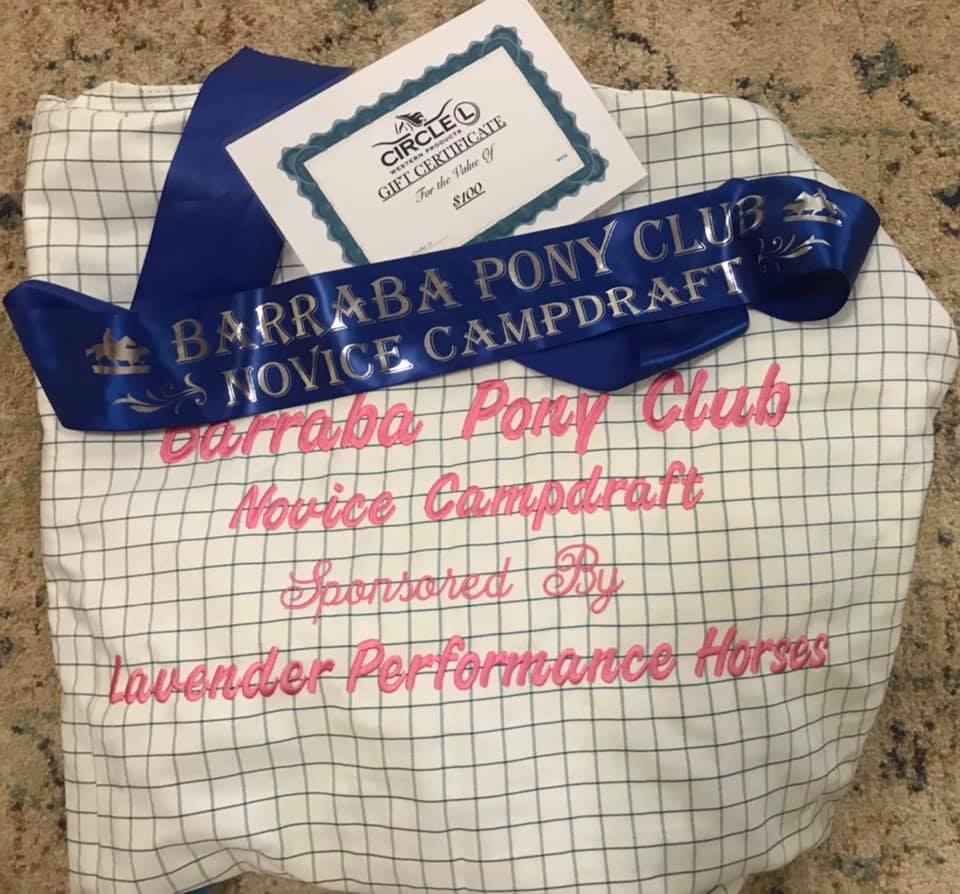 CIRCLE L
WESTERN PRODUCTS
GIFT CERTIFICATE
For the Value Of
$100
BARRABA PONY CLUB
NOVICE CAMPDRAFT
Barraba Pony Club
Novice Campdraft
Sponsored By
Lavender Performance Horses